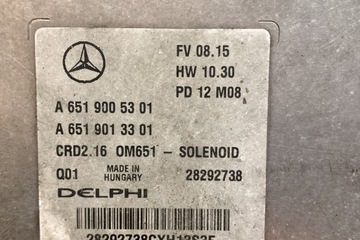 FV 08.15
HW 10.30
PD 12 M08
A 651 900 53 01
A 651 901 33 01
CRD2.16 OM651 - SOLENOID
Q01 MADE IN HUNGARY 28292738
DELPHI